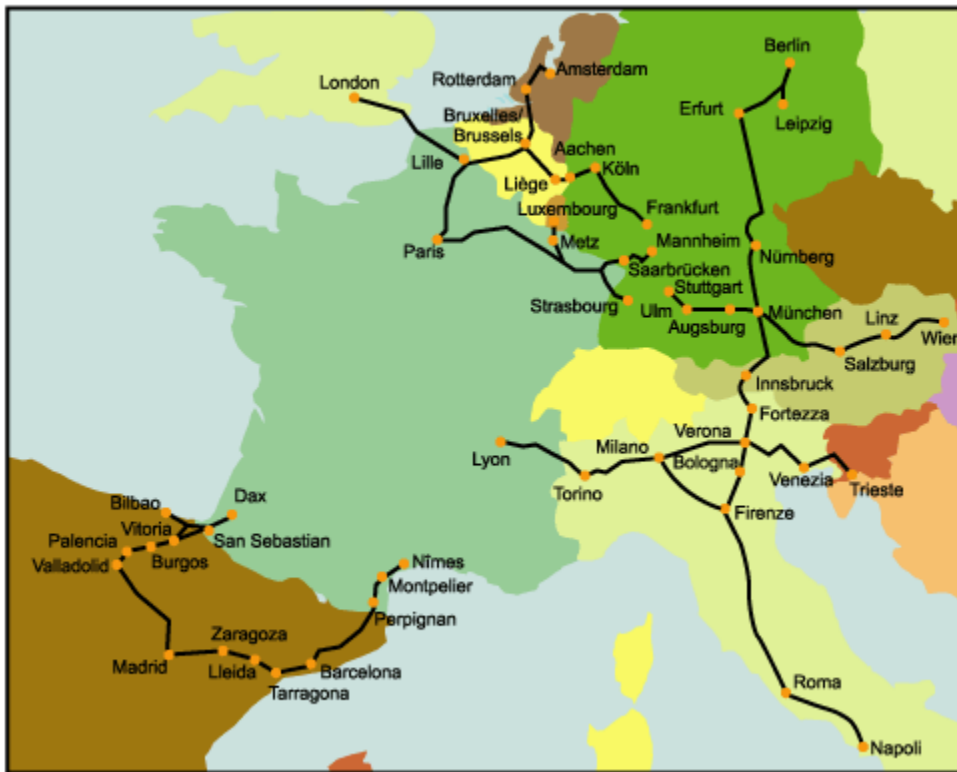 Berlin
London
Rotterdam
Amsterdam
Erfurt
Leipzig
Bruxelles/
Brussels
Aachen
Lille
Köln
Liège
Luxembourg
Frankfurt
Paris
Metz
Mannheim
Nürnberg
Saarbrücken
Stuttgart
Strasbourg
Ulm
München
Augsburg
Linz
Wien
Salzburg
Innsbruck
Fortezza
Lyon
Milano
Verona
Bologna
Torino
Venezia
Trieste
Firenze
Bilbao
Dax
Vitoria
San Sebastian
Palencia
Burgos
Valladolid
Nîmes
Montpelier
Perpignan
Zaragoza
Madrid
Lleida
Barcelona
Tarragona
Roma
Napoli